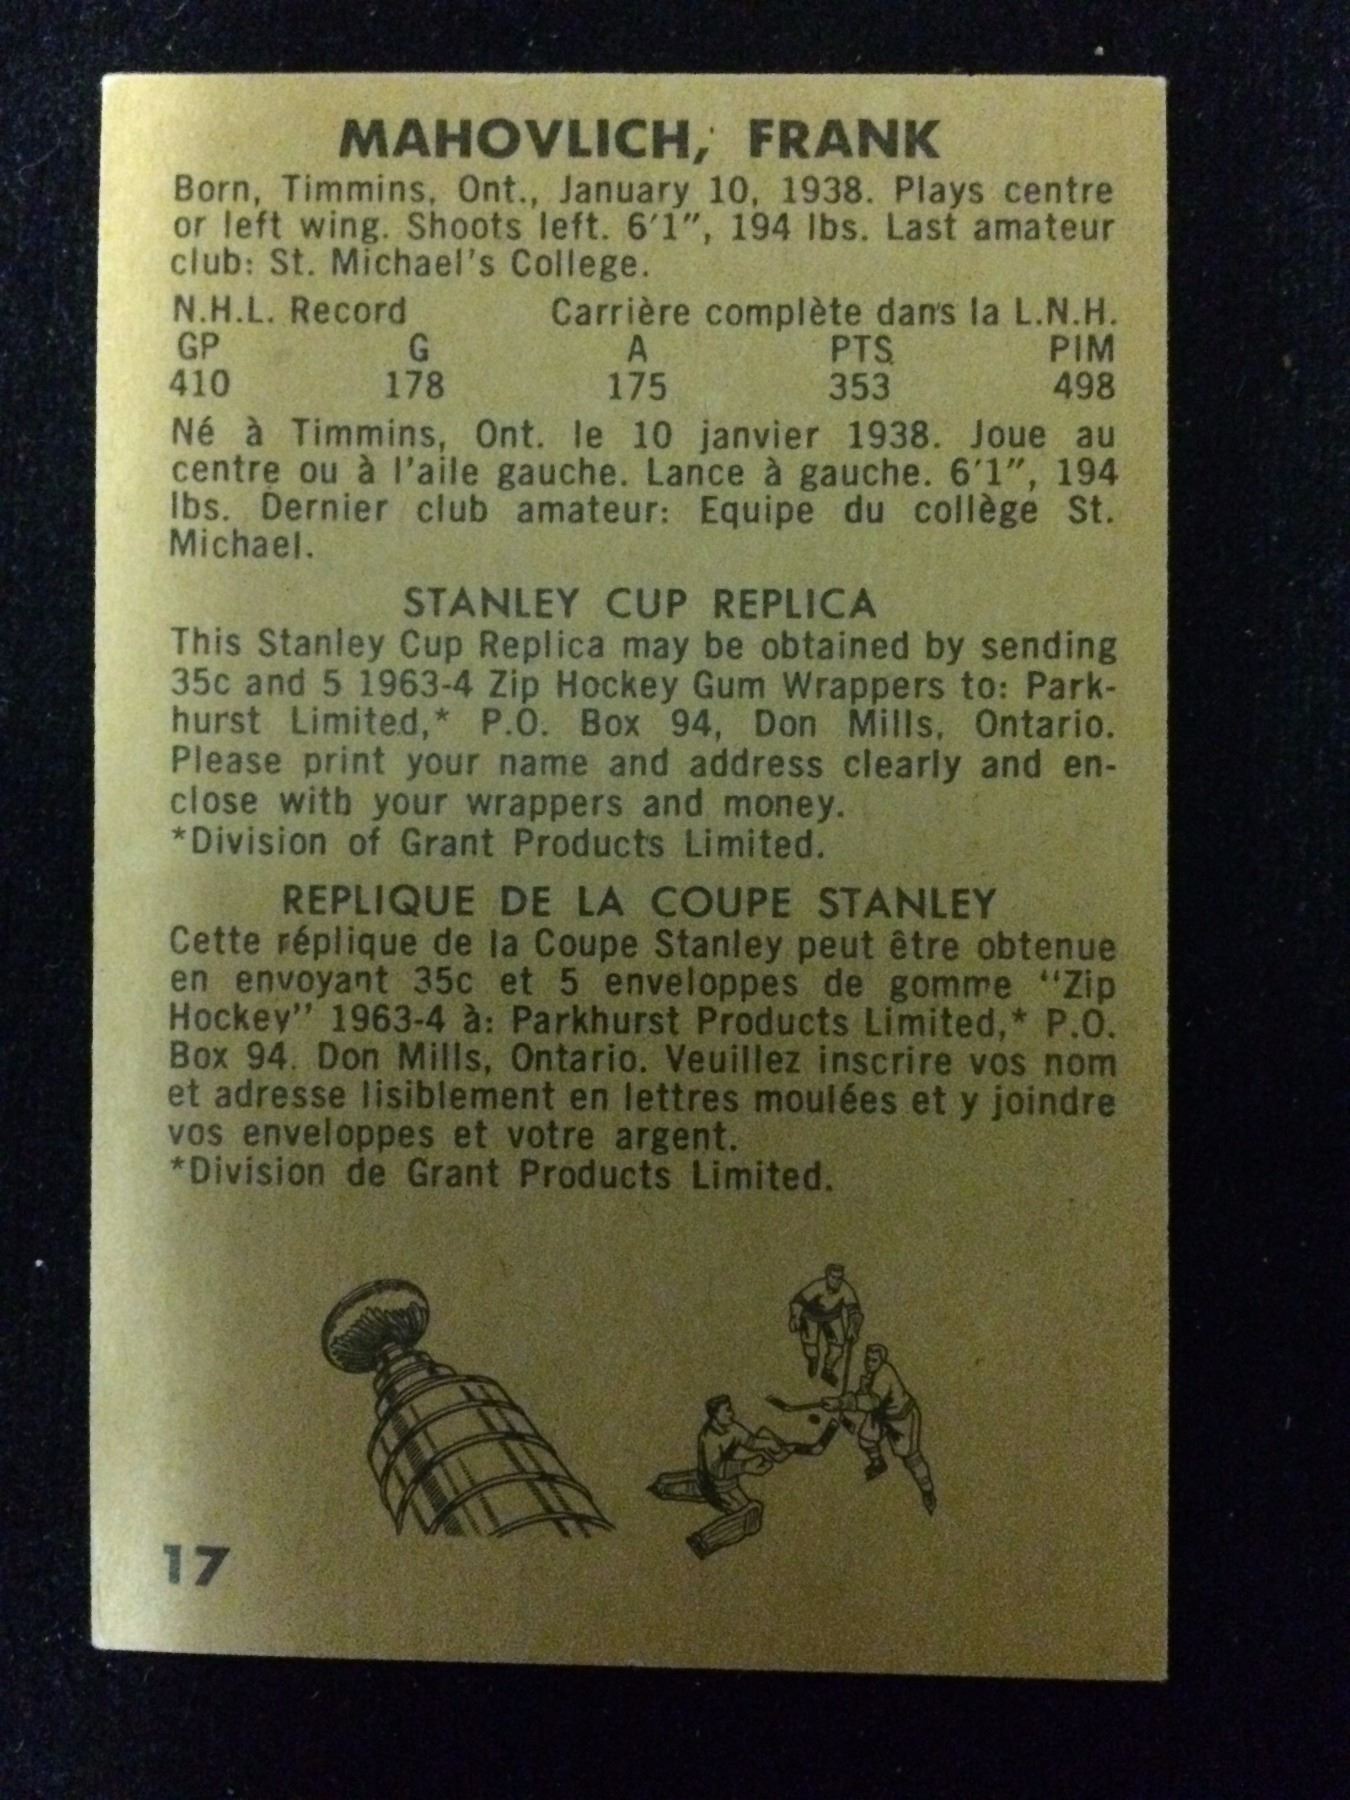 MAHOVLICH, FRANK
Born, Timmins, Ont., January 10, 1938. Plays centre
or left wing. Shoots left. 6′1″, 194 lbs. Last amateur
club: St. Michael's College.
N.H.L. Record Carrière complète dans la L.N.H.
GP G A PTS PIM
410 178 175 353 498
Né à Timmins, Ont. le 10 janvier 1938. Joue au
centre ou à l'aile gauche. Lance à gauche. 6′1″, 194
lbs. Dernier club amateur: Equipe du collège St.
Michael.
STANLEY CUP REPLICA
This Stanley Cup Replica may be obtained by sending
35c and 5 1963-4 Zip Hockey Gum Wrappers to: Park-
hurst Limited,* P.O. Box 94, Don Mills, Ontario.
Please print your name and address clearly and en-
close with your wrappers and money.
*Division of Grant Products Limited.
REPLIQUE DE LA COUPE STANLEY
Cette réplique de la Coupe Stanley peut être obtenue
en envoyant 35c et 5 enveloppes de gomme "Zip
Hockey" 1963-4 à: Parkhurst Products Limited,* P.O.
Box 94. Don Mills, Ontario. Veuillez inscrire vos nom
et adresse lisiblement en lettres moulées et y joindre
vos enveloppes et votre argent.
*Division de Grant Products Limited.
17